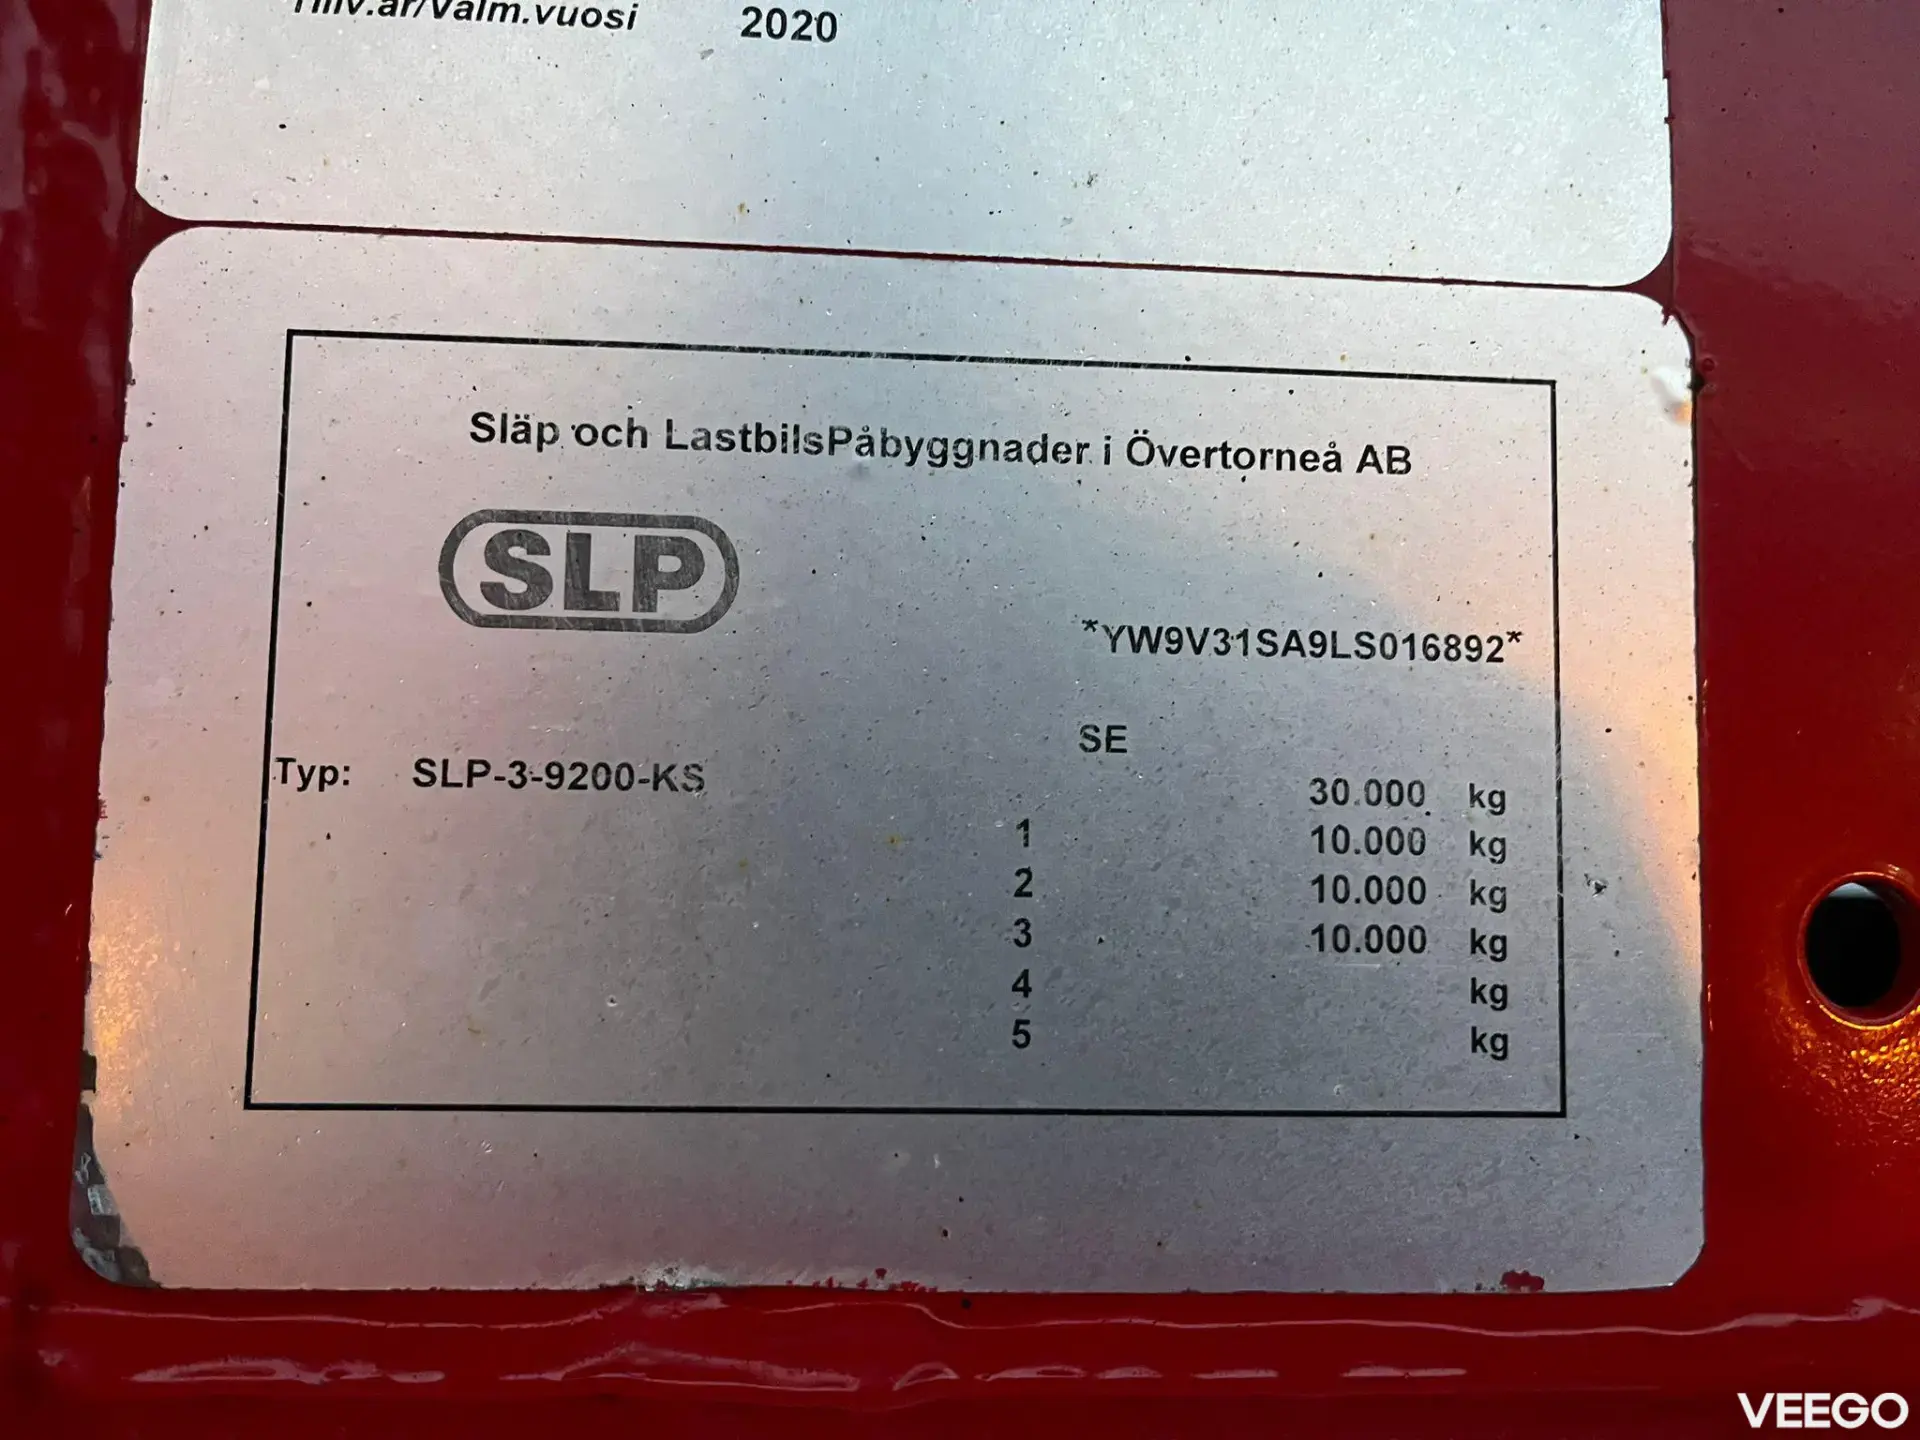 Tillv.år/Valm.vuosi 2020
Släp och LastbilsPåbyggnader i Övertorneå AB
SLP
*YW9V31SA9LS016892*
SE
Typ: SLP-3-9200-KS
30.000 kg
1 10.000 kg
2 10.000 kg
3 10.000 kg
4 kg
5 kg
VEEGO